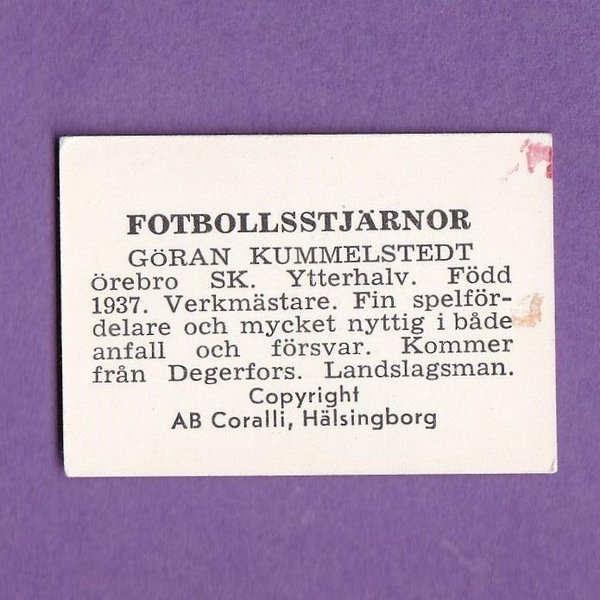 FOTBOLLSSTJÄRNOR
GöRAN KUMMELSTEDT
örebro SK. Ytterhalv. Född
1937. Verkmästare. Fin spelför-
delare och mycket nyttig i både
anfall och försvar. Kommer
från Degerfors. Landslagsman.
Copyright
AB Coralli, Hälsingborg